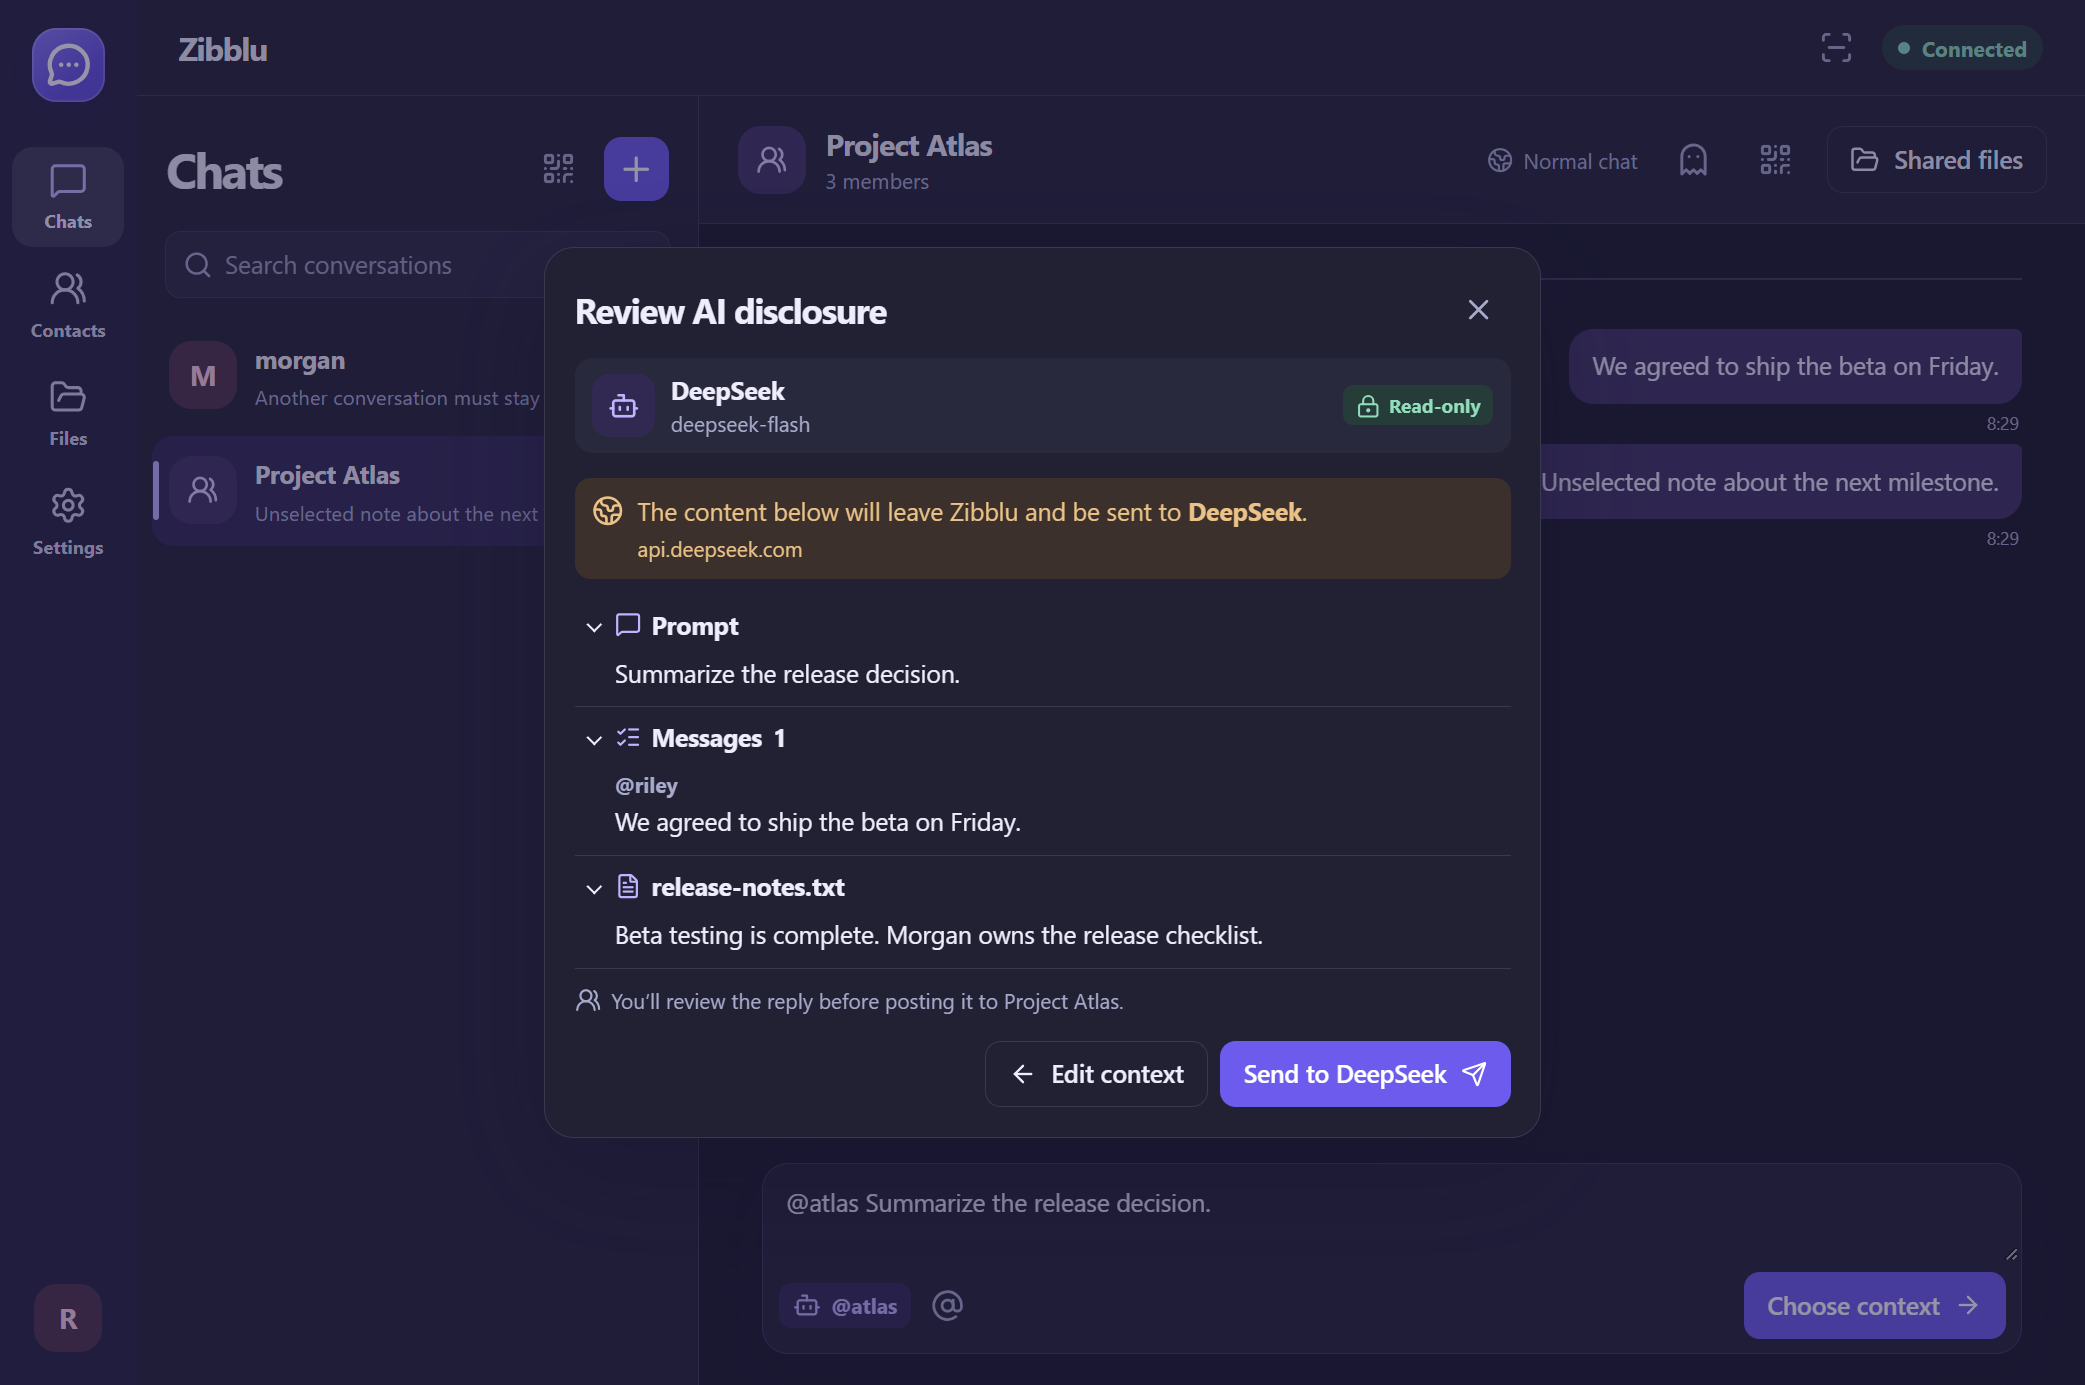 Zibblu
Connected
Chats
Contacts
Files
Settings
R
Chats
Search conversations
M
morgan
Another conversation must stay
Project Atlas
Unselected note about the next
Project Atlas
3 members
Normal chat
Shared files
We agreed to ship the beta on Friday.
8:29
Unselected note about the next milestone.
8:29
Review AI disclosure
DeepSeek
deepseek-flash
Read-only
The content below will leave Zibblu and be sent to DeepSeek.
api.deepseek.com
Prompt
Summarize the release decision.
Messages 1
@riley
We agreed to ship the beta on Friday.
release-notes.txt
Beta testing is complete. Morgan owns the release checklist.
You’ll review the reply before posting it to Project Atlas.
Edit context
Send to DeepSeek
@atlas Summarize the release decision.
@atlas
Choose context